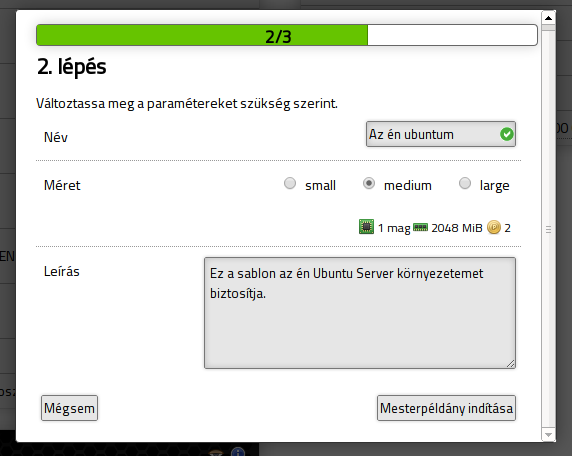 2/3
2. lépés
Változtassa meg a paramétereket szükség szerint.
Név
Az én ubuntum
Méret
small medium large
1 mag 2048 MiB 2
Leírás
Ez a sablon az én Ubuntu Server környezetemet
biztosítja.
Mégsem
Mesterpéldány indítása